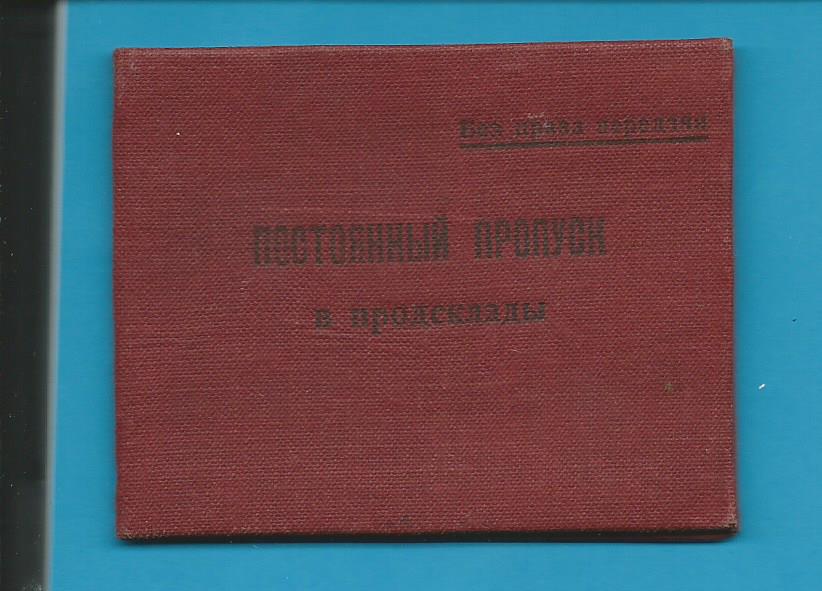 Без права передачи
ПОСТОЯННЫЙ ПРОПУСК
в продсклады